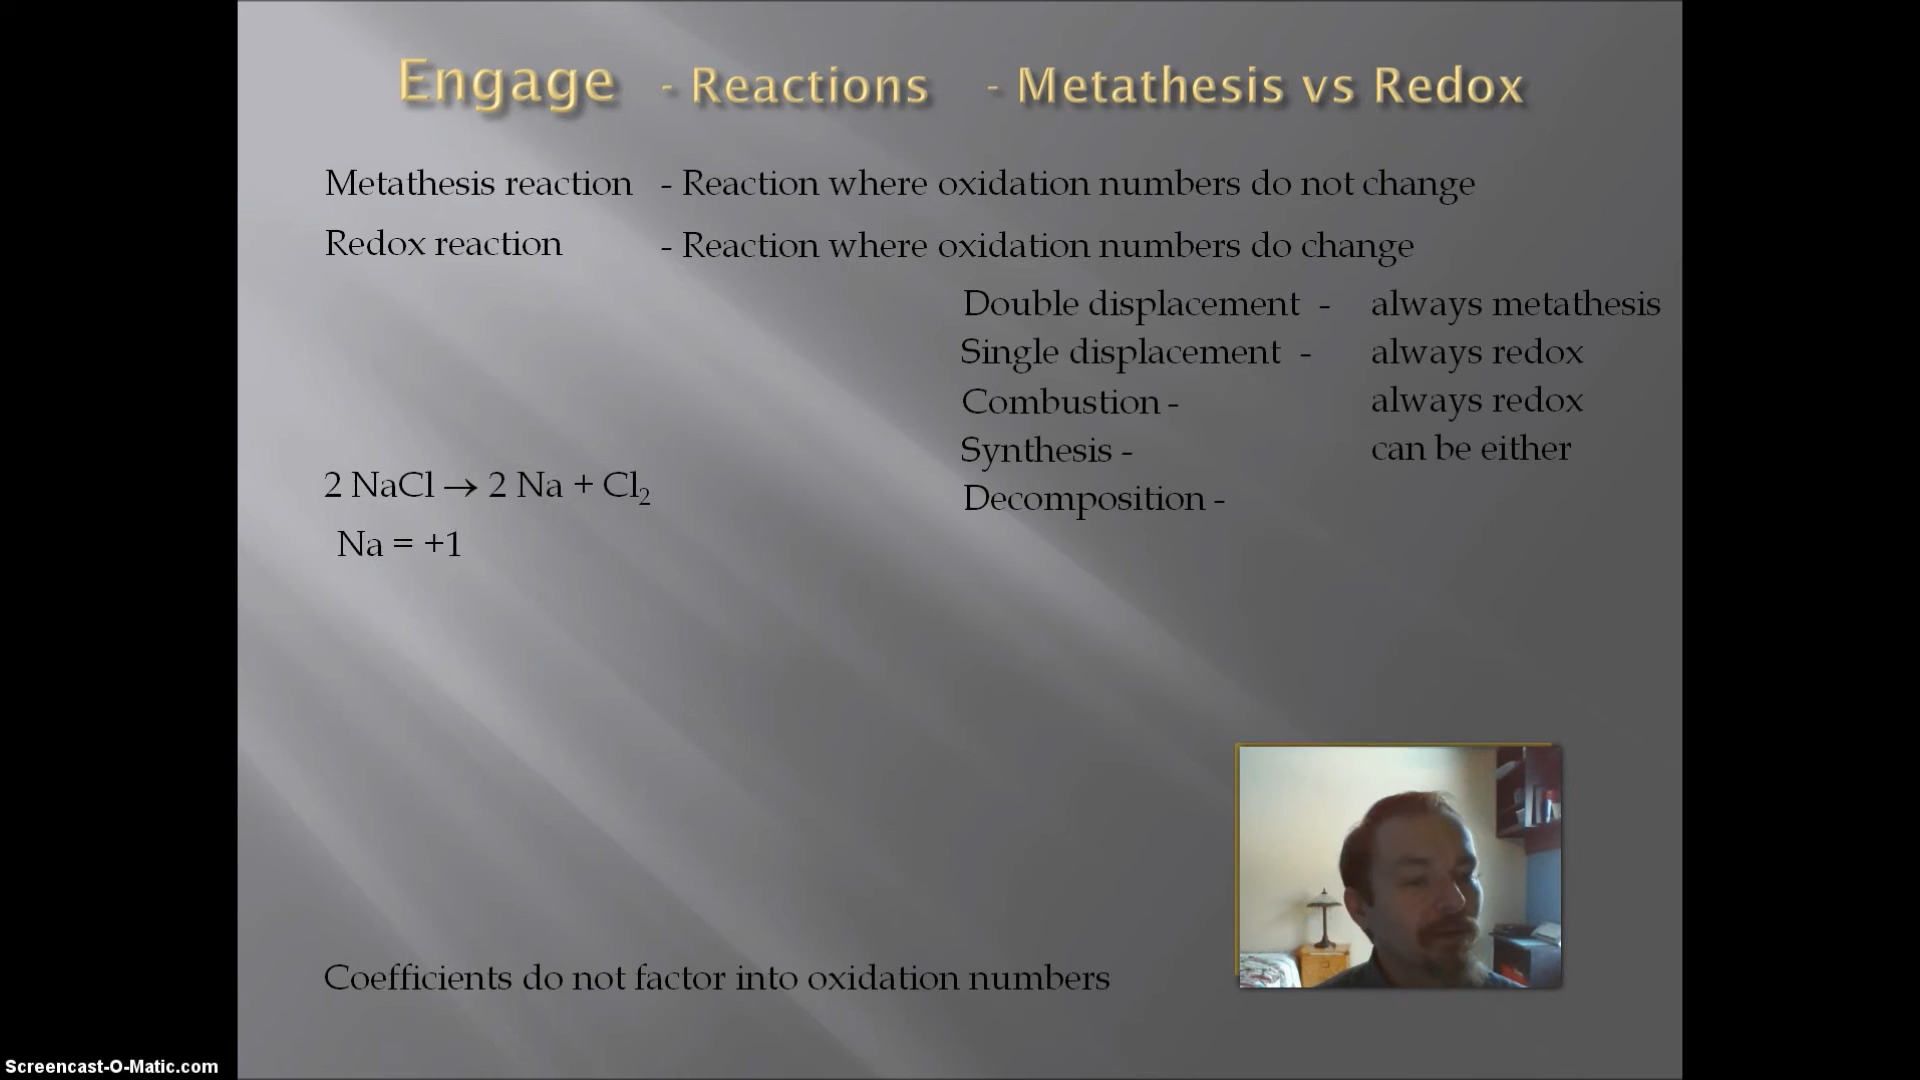 Engage - Reactions - Metathesis vs Redox
Metathesis reaction - Reaction where oxidation numbers do not change
Redox reaction - Reaction where oxidation numbers do change
Double displacement - always metathesis
Single displacement - always redox
Combustion - always redox
Synthesis - can be either
Decomposition -
2 NaCl → 2 Na + Cl₂
Na = +1
Coefficients do not factor into oxidation numbers
Screencast-O-Matic.com